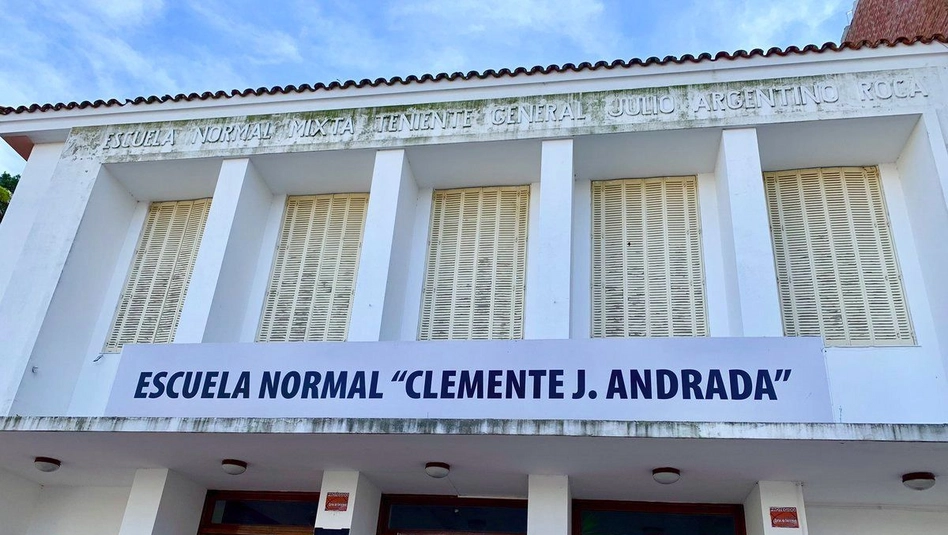 ESCUELA NORMAL MIXTA TENIENTE GENERAL JULIO ARGENTINO ROCA
ESCUELA NORMAL “CLEMENTE J. ANDRADA”